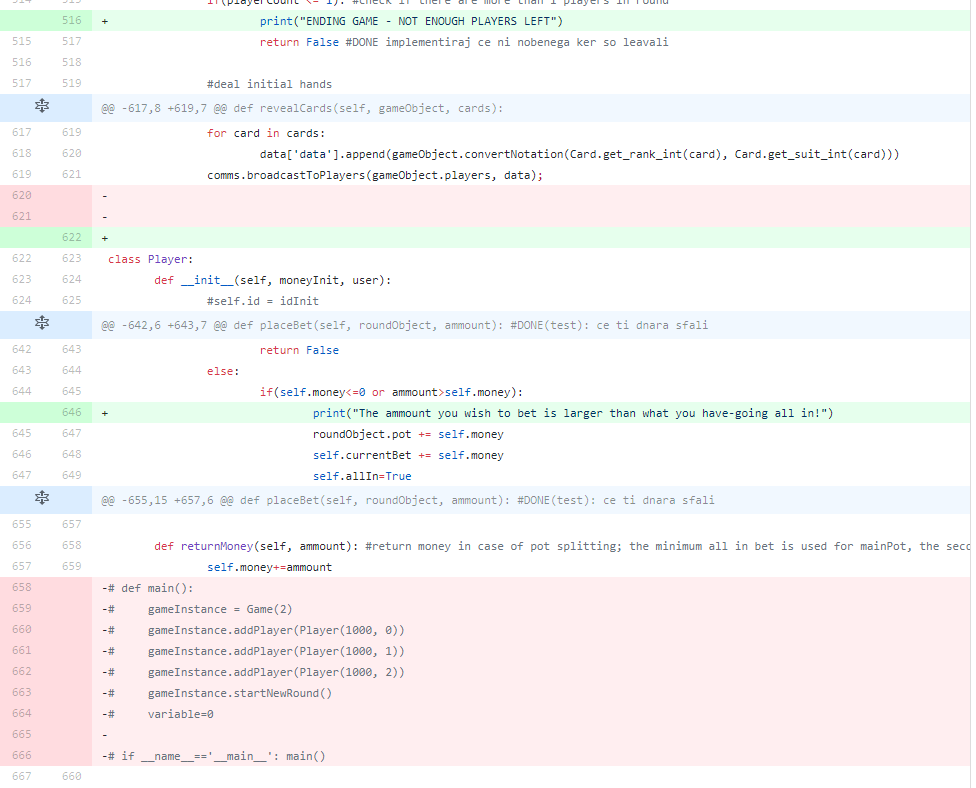 514 515 if(playerCount <= 1): #check if there are more than 1 players in round
516 + print("ENDING GAME - NOT ENOUGH PLAYERS LEFT")
515 517 return False #DONE implementiraj ce ni nobenega ker so leavali
516 518
517 519 #deal initial hands
@@ -617,8 +619,7 @@ def revealCards(self, gameObject, cards):
617 619 for card in cards:
618 620 data['data'].append(gameObject.convertNotation(Card.get_rank_int(card), Card.get_suit_int(card)))
619 621 comms.broadcastToPlayers(gameObject.players, data);
620 -
621 -
622 +
622 623 class Player:
623 624 def __init__(self, moneyInit, user):
624 625 #self.id = idInit
@@ -642,6 +643,7 @@ def placeBet(self, roundObject, ammount): #DONE(test): ce ti dnara sfali
642 643 return False
643 644 else:
644 645 if(self.money<=0 or ammount>self.money):
646 + print("The ammount you wish to bet is larger than what you have-going all in!")
645 647 roundObject.pot += self.money
646 648 self.currentBet += self.money
647 649 self.allIn=True
@@ -655,15 +657,6 @@ def placeBet(self, roundObject, ammount): #DONE(test): ce ti dnara sfali
655 657
656 658 def returnMoney(self, ammount): #return money in case of pot splitting; the minimum all in bet is used for mainPot, the seco
657 659 self.money+=ammount
658 -# def main():
659 -# gameInstance = Game(2)
660 -# gameInstance.addPlayer(Player(1000, 0))
661 -# gameInstance.addPlayer(Player(1000, 1))
662 -# gameInstance.addPlayer(Player(1000, 2))
663 -# gameInstance.startNewRound()
664 -# variable=0
665 -
666 -# if __name__=='__main__': main()
667 660